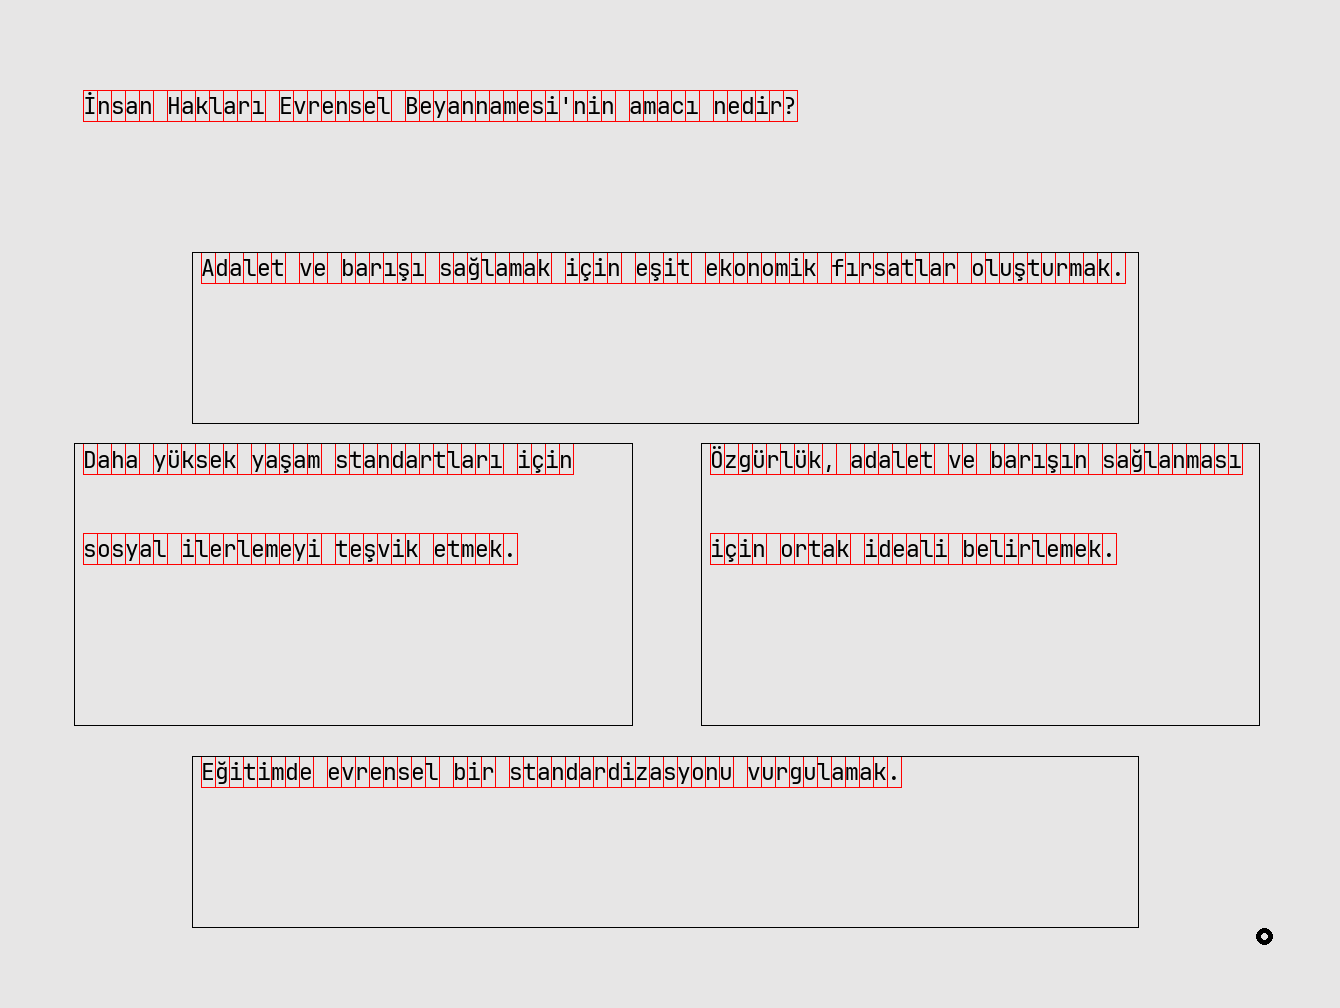 İnsan Hakları Evrensel Beyannamesi'nin amacı nedir?
Adalet ve barışı sağlamak için eşit ekonomik fırsatlar oluşturmak.
Daha yüksek yaşam standartları için
sosyal ilerlemeyi teşvik etmek.
Özgürlük, adalet ve barışın sağlanması
için ortak ideali belirlemek.
Eğitimde evrensel bir standardizasyonu vurgulamak.